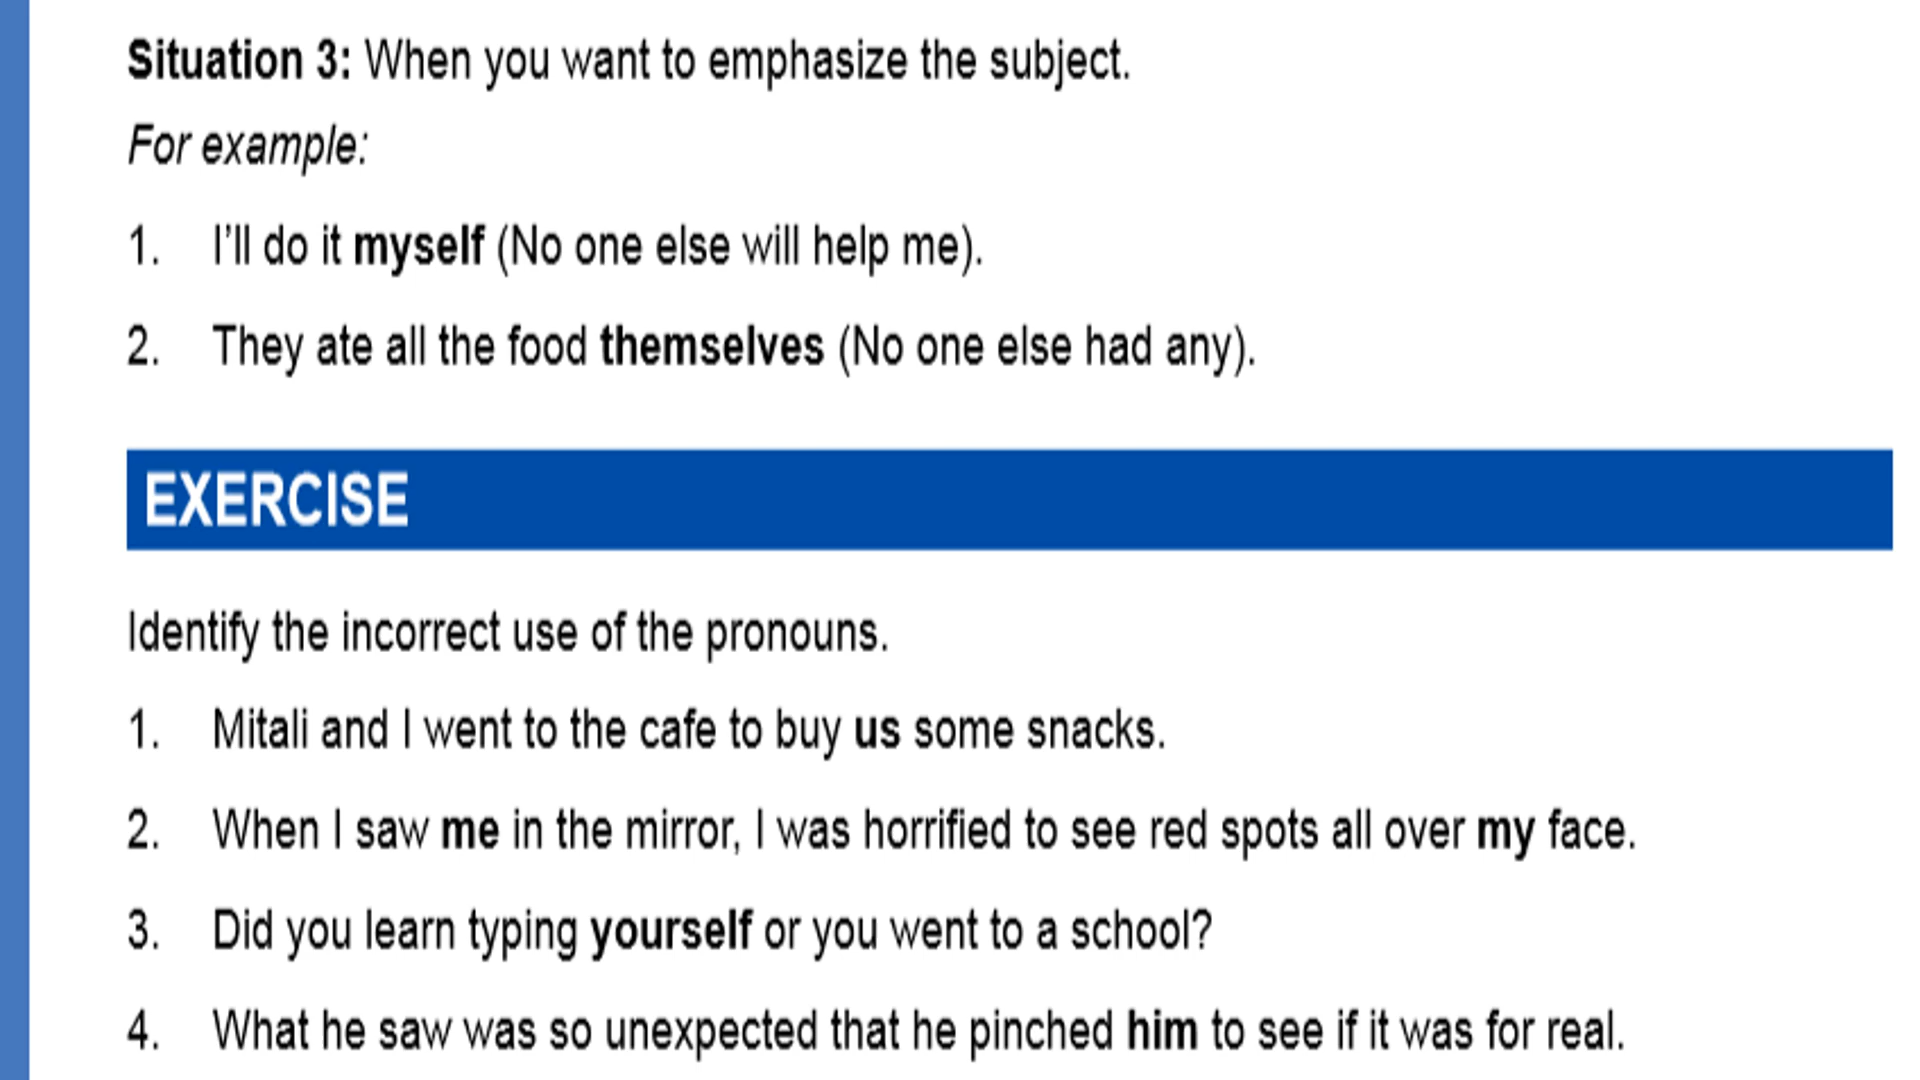 Situation 3: When you want to emphasize the subject.
For example:
1. I’ll do it myself (No one else will help me).
2. They ate all the food themselves (No one else had any).
EXERCISE
Identify the incorrect use of the pronouns.
1. Mitali and I went to the cafe to buy us some snacks.
2. When I saw me in the mirror, I was horrified to see red spots all over my face.
3. Did you learn typing yourself or you went to a school?
4. What he saw was so unexpected that he pinched him to see if it was for real.